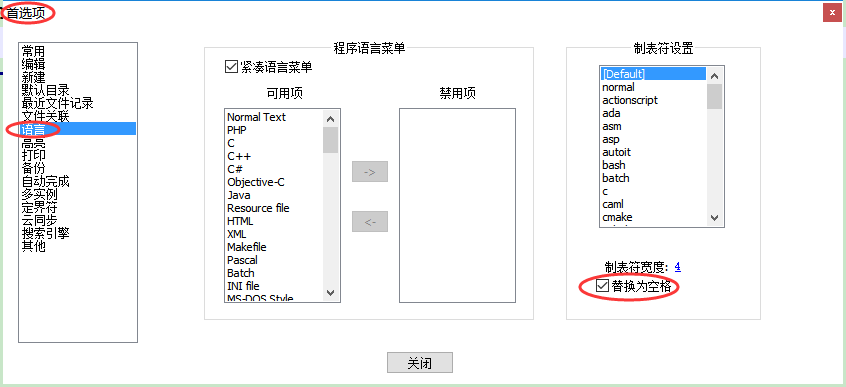 首选项
x
常用
编辑
新建
默认目录
最近文件记录
文件关联
语言
高亮
打印
备份
自动完成
多实例
定界符
云同步
搜索引擎
其他
程序语言菜单
紧凑语言菜单
可用项
禁用项
Normal Text
PHP
C
C++
C#
Objective-C
Java
Resource file
HTML
XML
Makefile
Pascal
Batch
INI file
MS-DOS Style
->
<-
制表符设置
[Default]
normal
actionscript
ada
asm
asp
autoit
bash
batch
c
caml
cmake
制表符宽度: 4
替换为空格
关闭